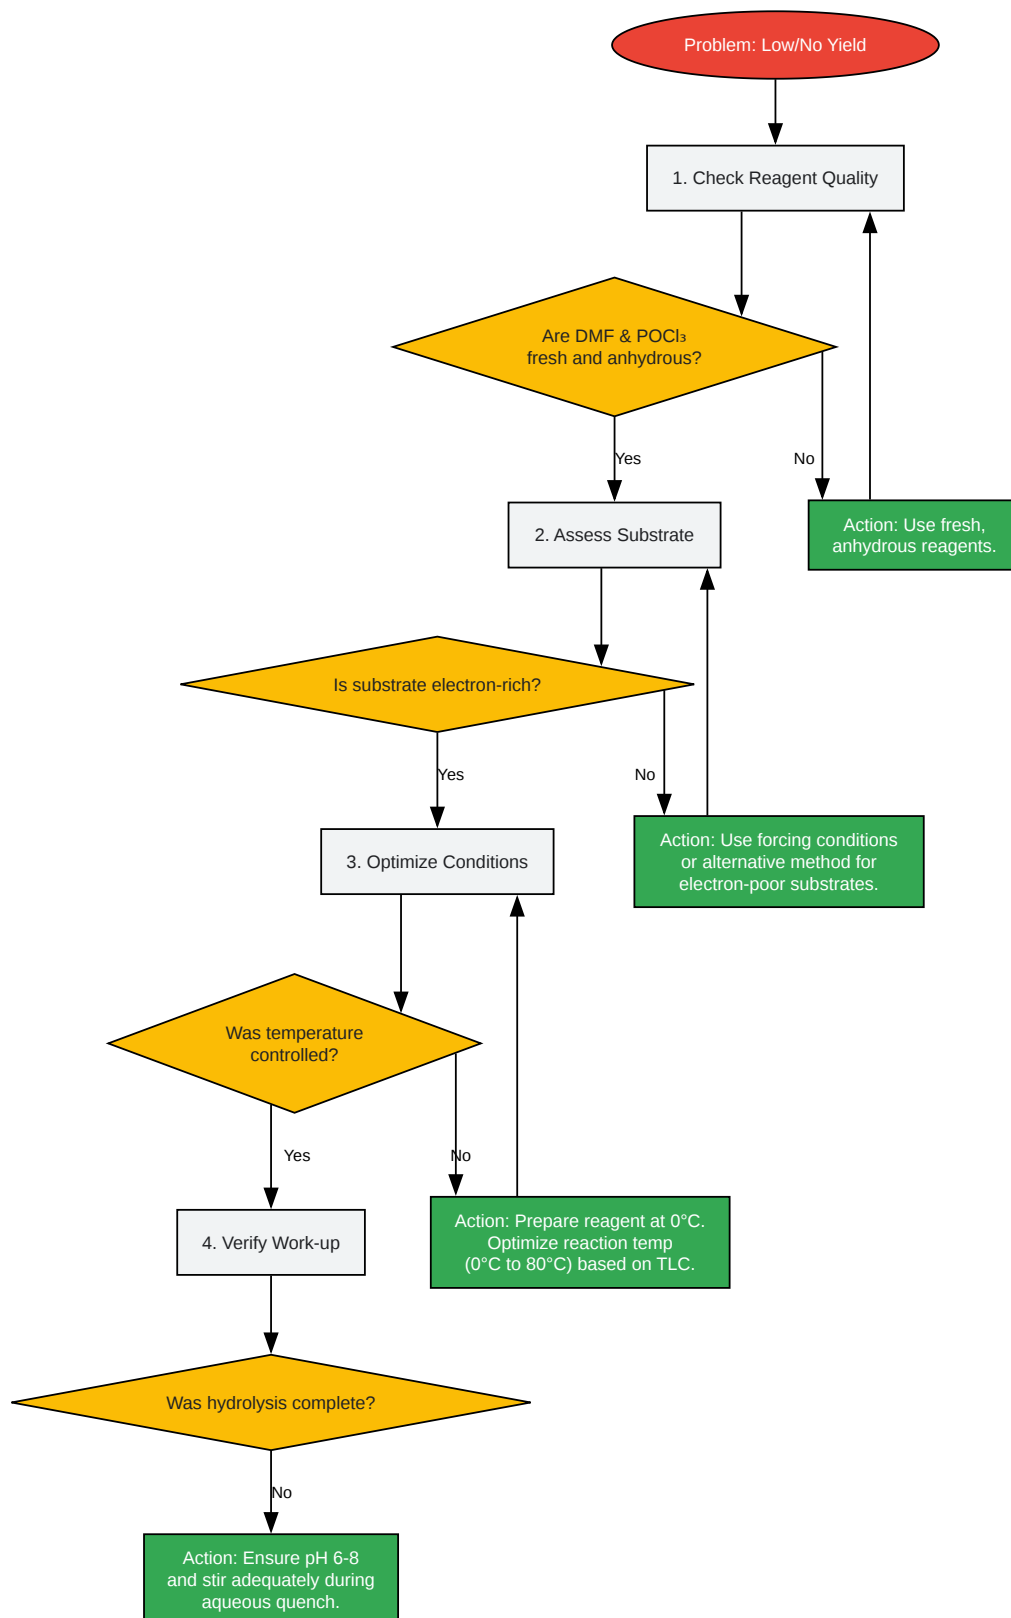 Problem: Low/No Yield
1. Check Reagent Quality
Are DMF & POCl₃
fresh and anhydrous?
Yes
No
2. Assess Substrate
Action: Use fresh,
anhydrous reagents.
Is substrate electron-rich?
Yes
No
3. Optimize Conditions
Action: Use forcing conditions
or alternative method for
electron-poor substrates.
Was temperature
controlled?
Yes
No
4. Verify Work-up
Action: Prepare reagent at 0°C.
Optimize reaction temp
(0°C to 80°C) based on TLC.
Was hydrolysis complete?
No
Action: Ensure pH 6-8
and stir adequately during
aqueous quench.